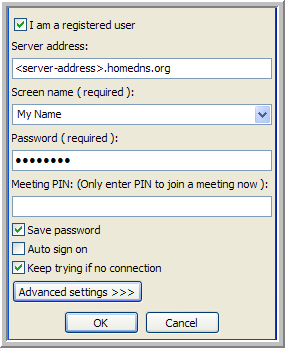 I am a registered user
Server address:
<server-address>.homedns.org
Screen name ( required ):
My Name
Password ( required ):
••••••••
Meeting PIN: (Only enter PIN to join a meeting now ):
Save password
Auto sign on
Keep trying if no connection
Advanced settings >>>
OK Cancel